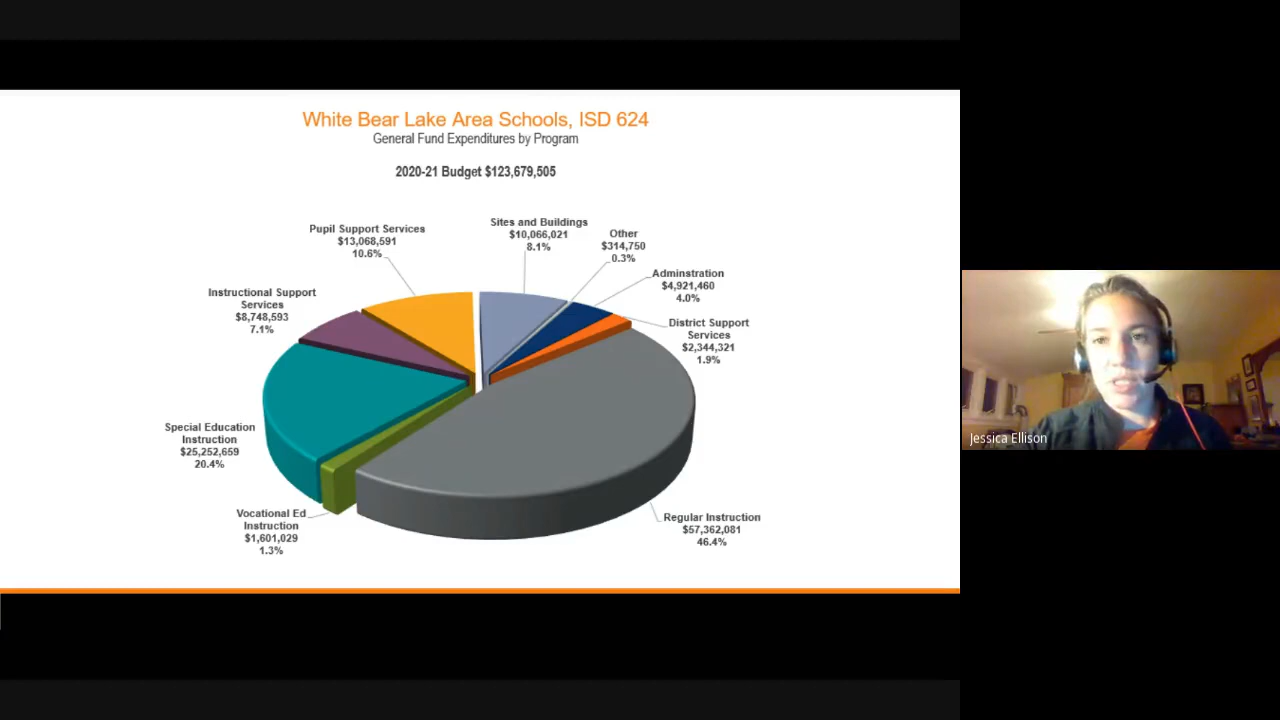 White Bear Lake Area Schools, ISD 624
General Fund Expenditures by Program
2020-21 Budget $123,679,505
Pupil Support Services
$13,068,591
10.6%
Sites and Buildings
$10,066,021
8.1%
Other
$314,750
0.3%
Adminstration
$4,921,460
4.0%
Instructional Support
Services
$8,748,593
7.1%
District Support
Services
$2,344,321
1.9%
Special Education
Instruction
$25,252,659
20.4%
Vocational Ed
Instruction
$1,601,029
1.3%
Regular Instruction
$57,362,081
46.4%
Jessica Ellison